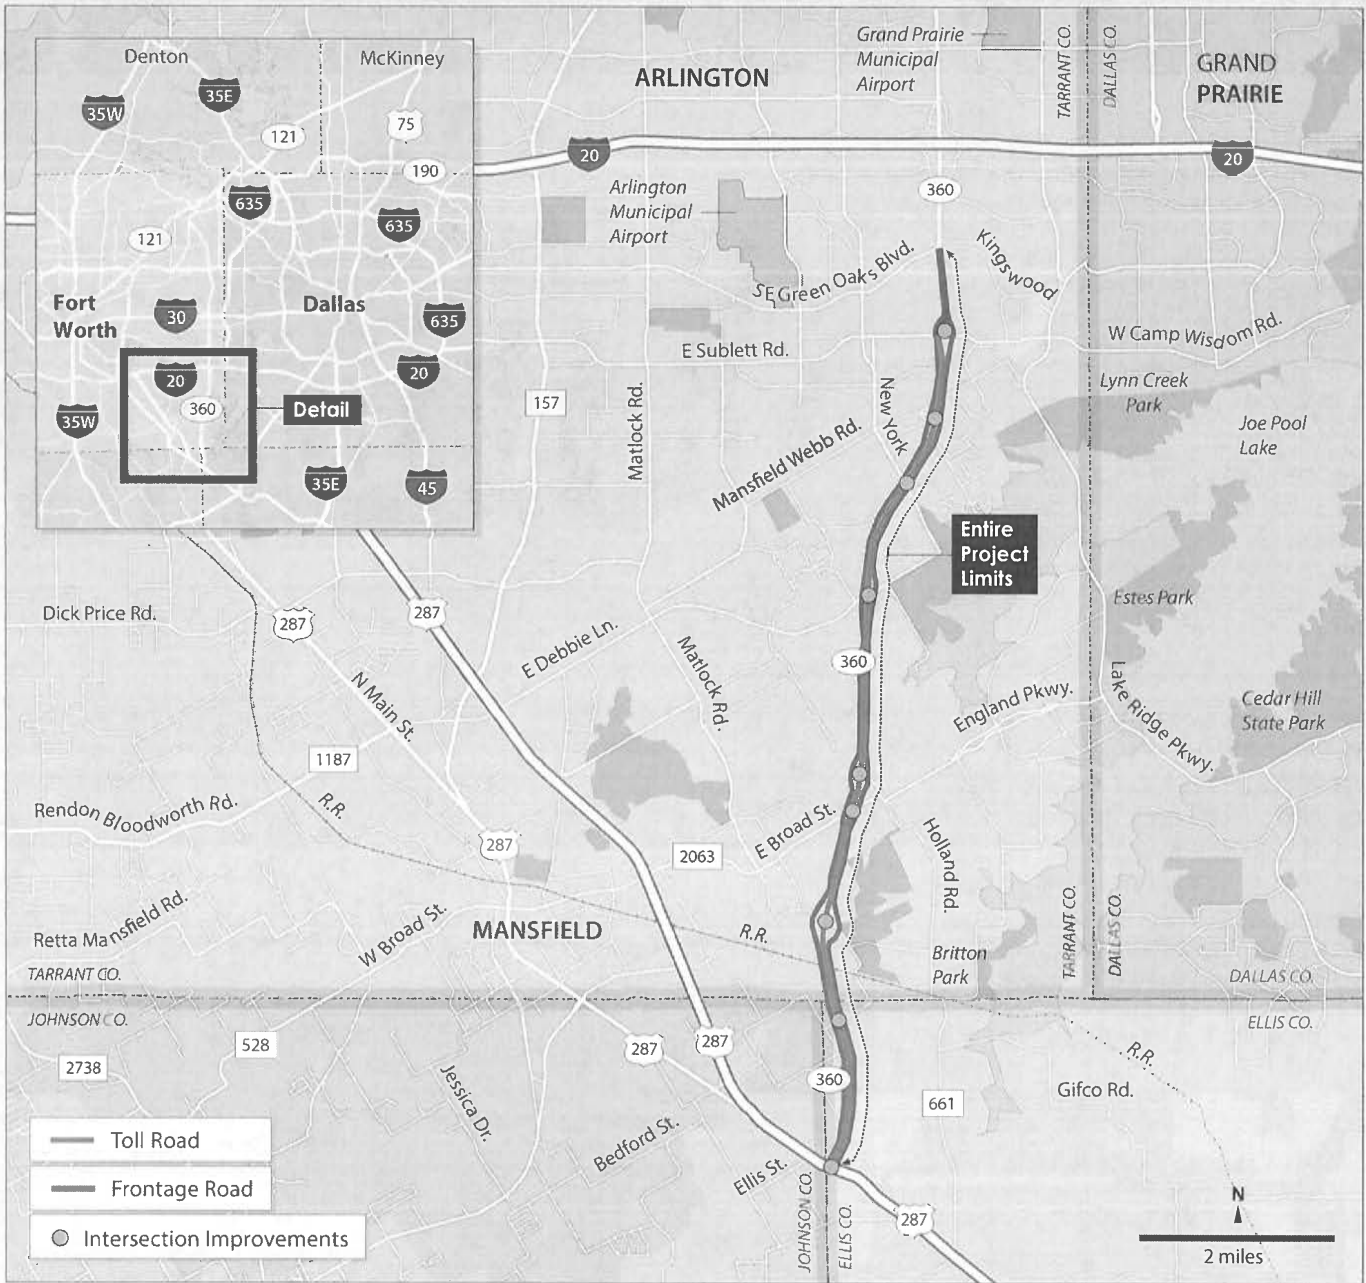 Denton
McKinney
35W
35E
121
75
190
635
635
121
Fort
Worth
30
Dallas
635
20
20
360
Detail
35W
35E
45
ARLINGTON
Grand Prairie
Municipal
Airport
TARRANT CO.
DALLAS CO.
GRAND
PRAIRIE
20
20
Arlington
Municipal
Airport
360
SE Green Oaks Blvd.
Kingswood
E Sublett Rd.
W Camp Wisdom Rd.
Lynn Creek
Park
Joe Pool
Lake
157
Matlock Rd.
New York
Mansfield Webb Rd.
Entire
Project
Limits
Estes Park
Dick Price Rd.
287
287
E Debbie Ln.
Matlock Rd.
360
N Main St.
England Pkwy.
Lake Ridge Pkwy.
Cedar Hill
State Park
1187
Rendon Bloodworth Rd.
R.R.
287
2063
E Broad St.
Holland Rd.
Retta Mansfield Rd.
W Broad St.
MANSFIELD
R.R.
Britton
Park
TARRANT CO.
DALLAS CO.
TARRANT CO.
DALLAS CO.
JOHNSON CO.
ELLIS CO.
2738
528
287
287
Jessica Dr.
360
661
R.R.
Gifco Rd.
Bedford St.
Ellis St.
JOHNSON CO.
ELLIS CO.
287
Toll Road
Frontage Road
Intersection Improvements
N
2 miles